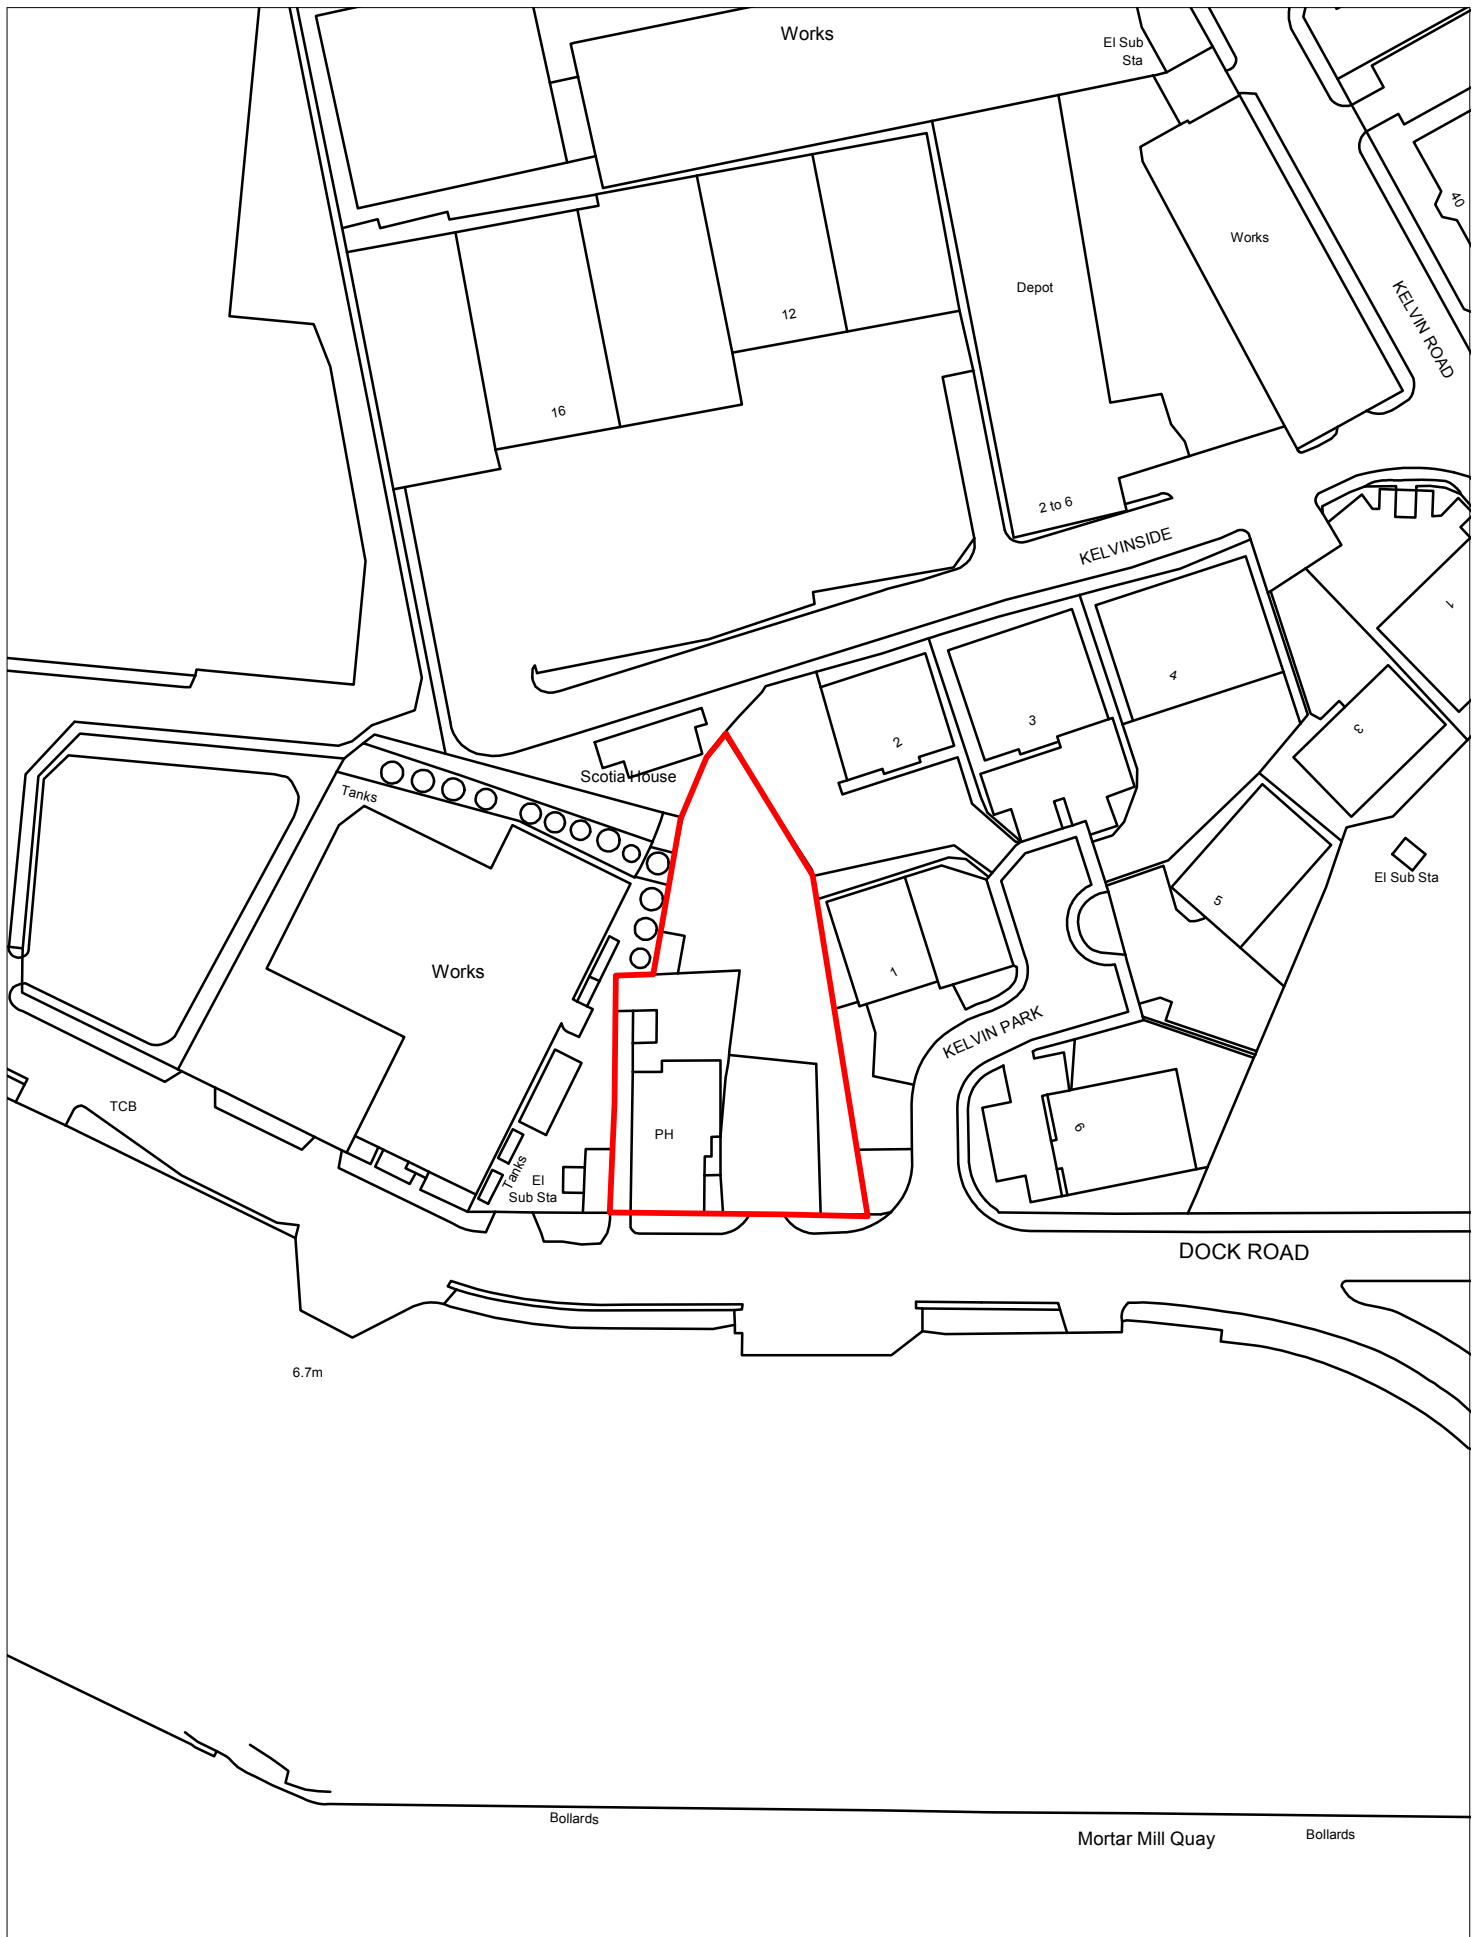 Works
El Sub
Sta
40
Works
KELVIN ROAD
Depot
12
16
2 to 6
KELVINSIDE
1
4
3
3
2
Scotia House
Tanks
El Sub Sta
5
Works
1
KELVIN PARK
TCB
PH
6
Tanks
El
Sub Sta
DOCK ROAD
6.7m
Bollards
Mortar Mill Quay
Bollards